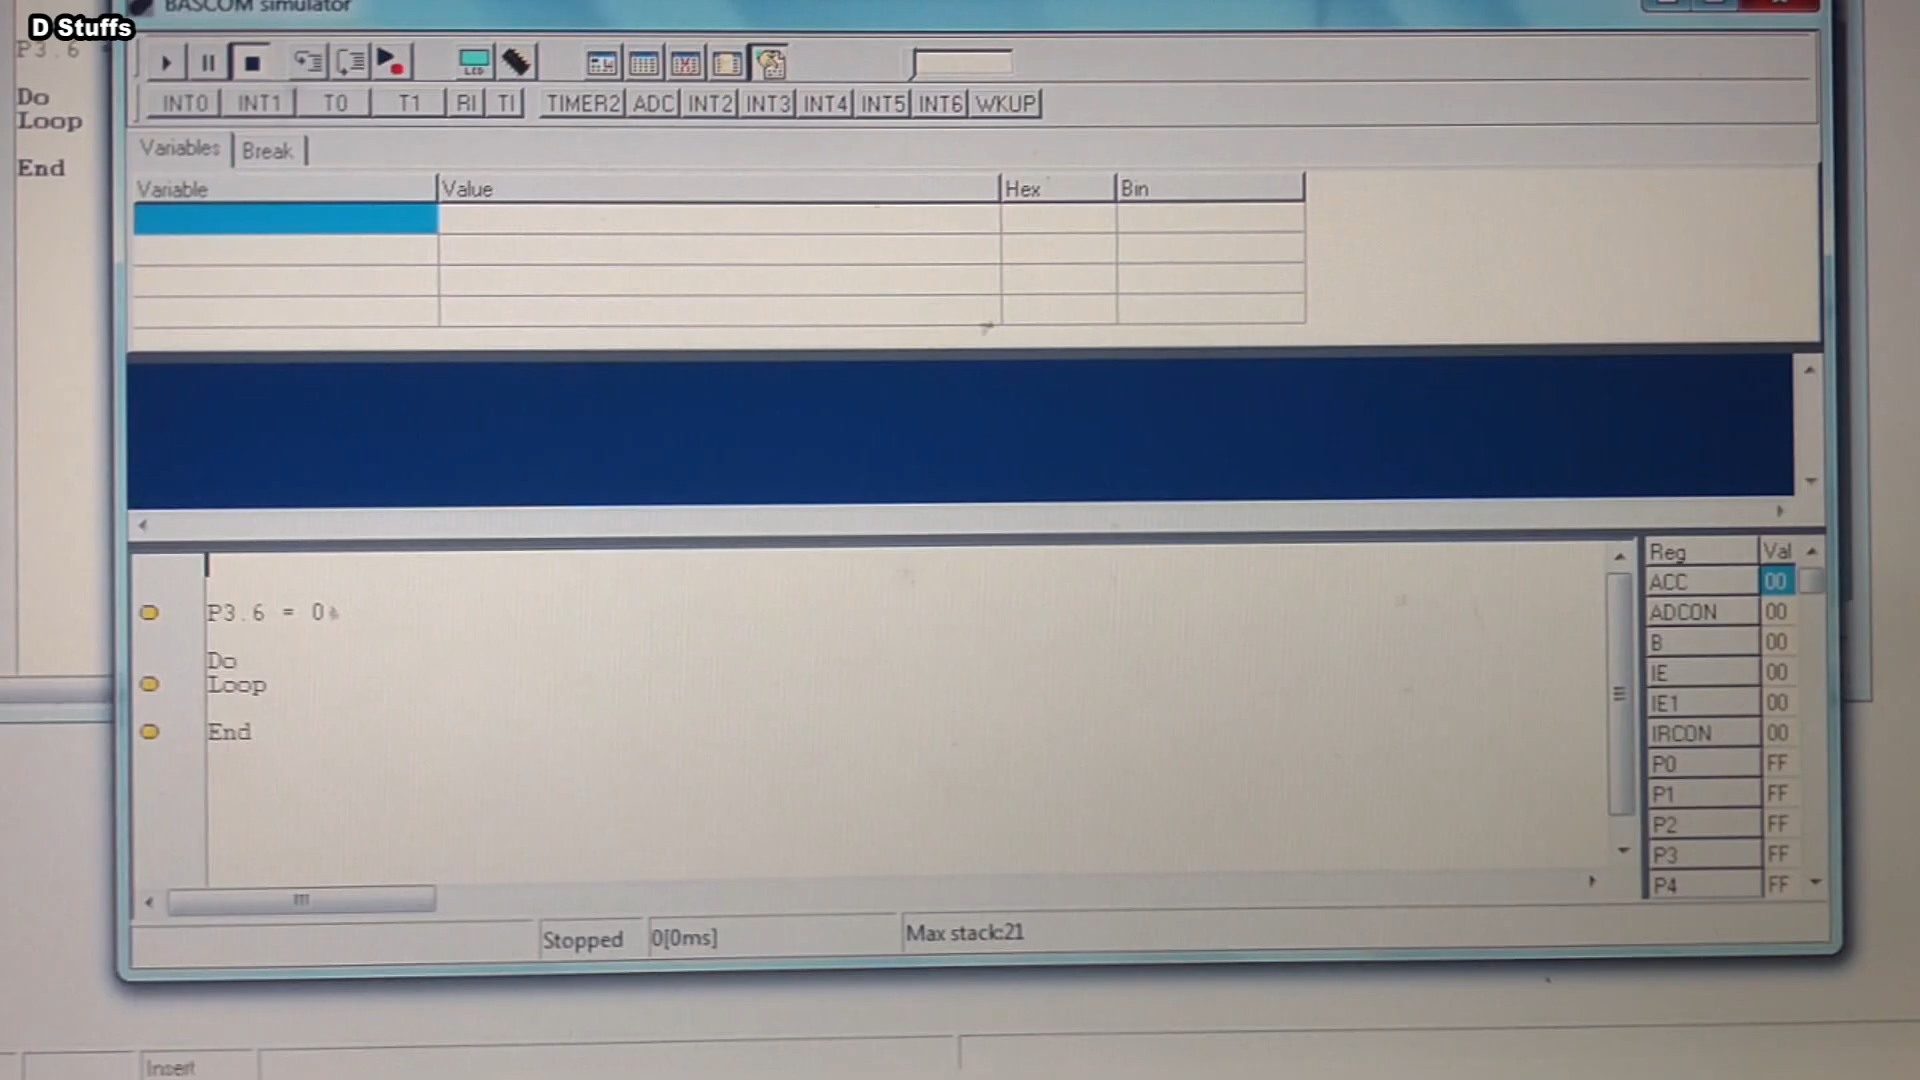 BASCOM simulator
D Stuffs
P3.6
Do
Loop
End
LCD
INT0 INT1 T0 T1 RI TI TIMER2 ADC INT2 INT3 INT4 INT5 INT6 WKUP
Variables Break
Variable Value Hex Bin
P3.6 = 0
Do
Loop
End
Reg Val
ACC 00
ADCON 00
B 00
IE 00
IE1 00
IRCON 00
P0 FF
P1 FF
P2 FF
P3 FF
P4 FF
Stopped 0[0ms] Max stack:21
Insert